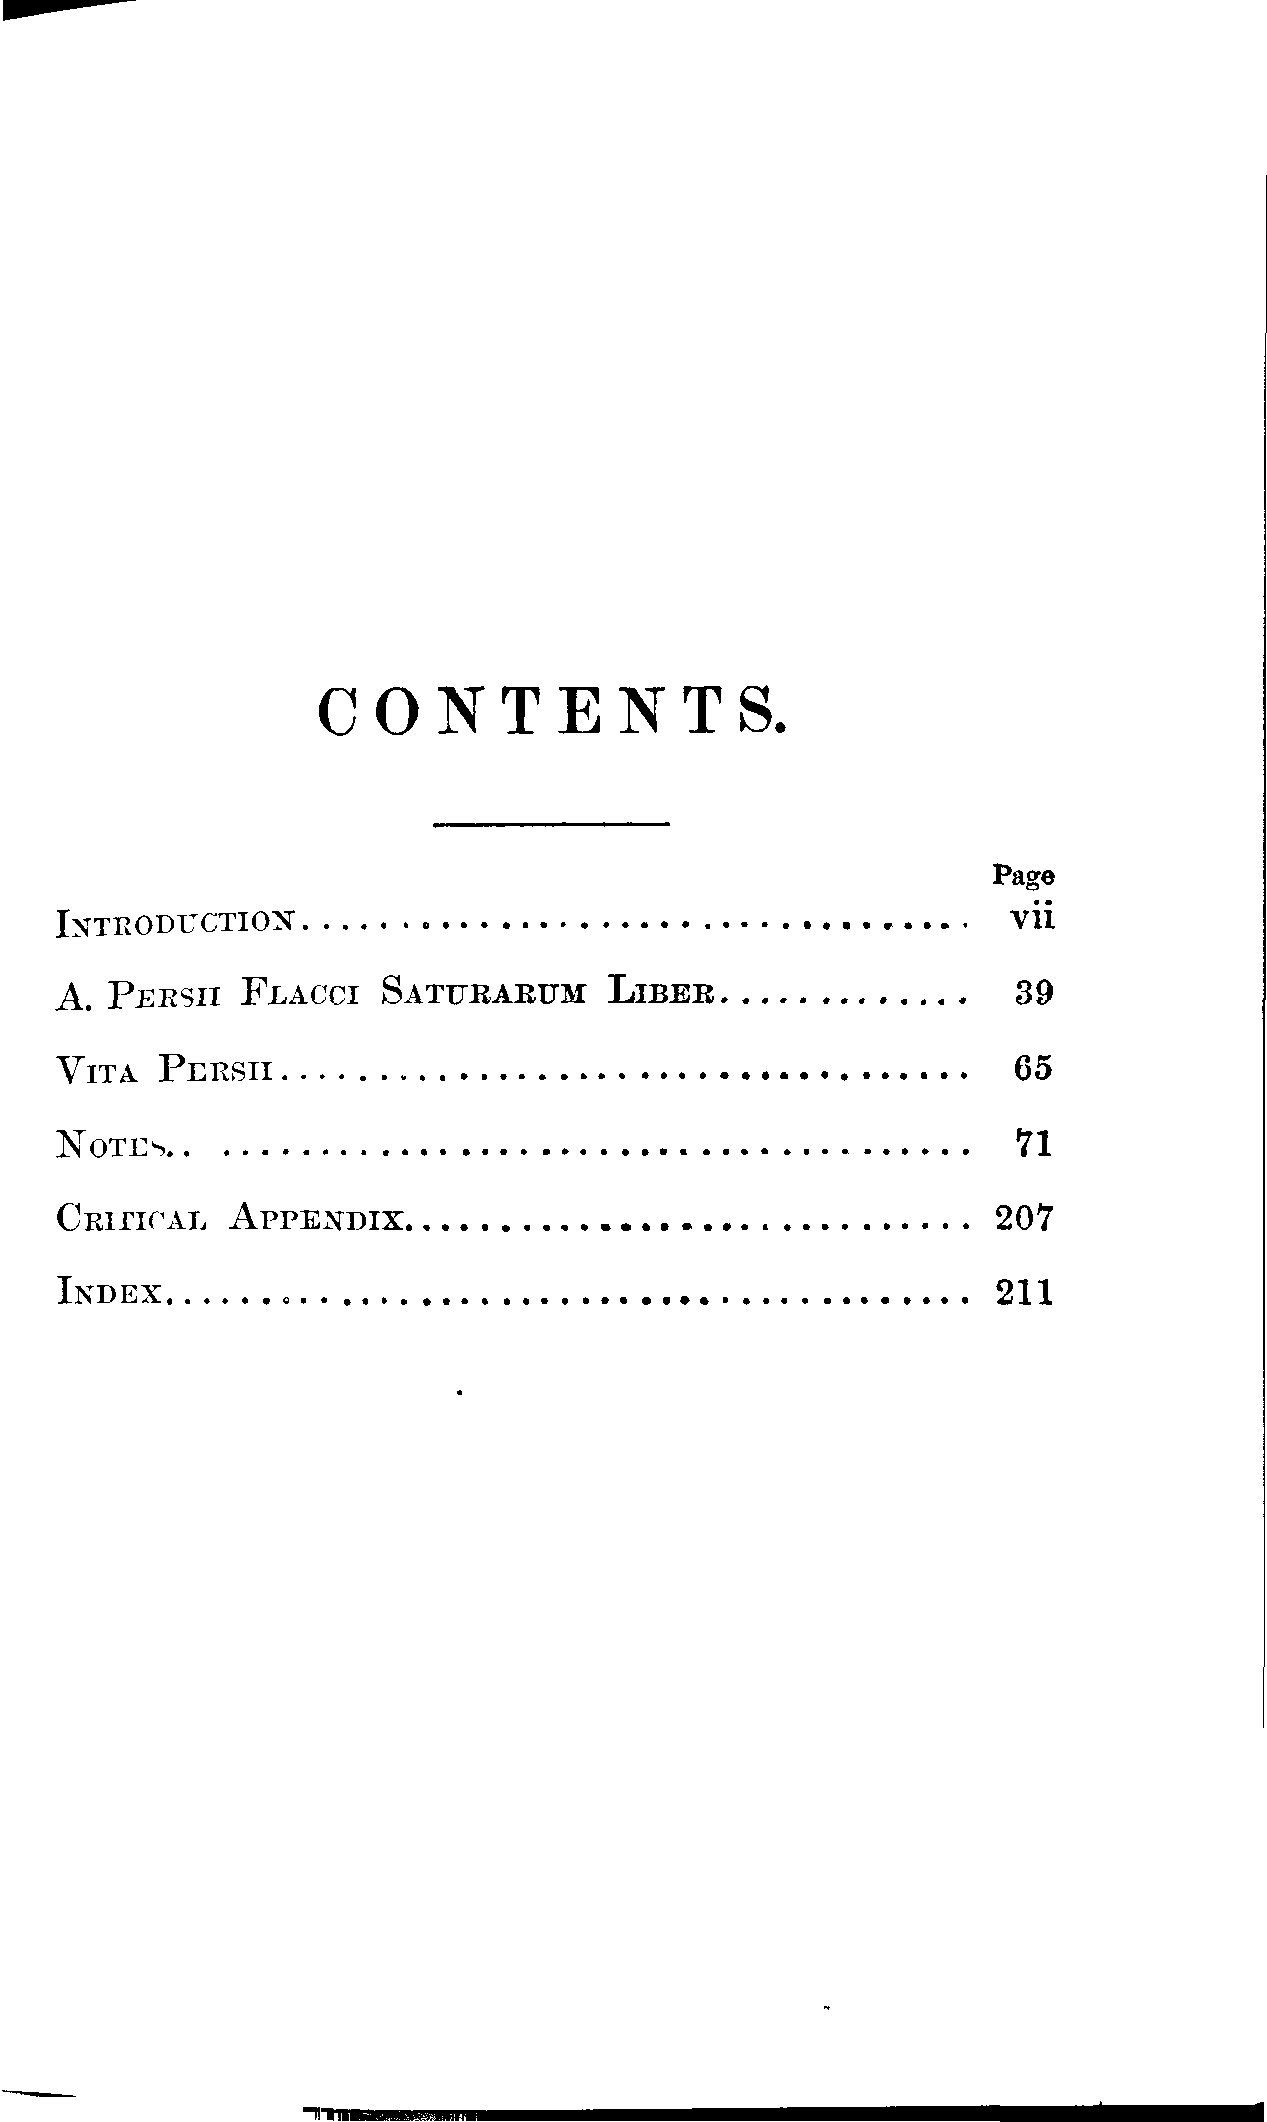 CONTENTS.
Page
INTRODUCTION.................................. vii
A. PERSII FLACCI SATURARUM LIBER............. 39
VITA PERSII................................... 65
NOTES.. ...................................... 71
CRITICAL APPENDIX............................. 207
INDEX......................................... 211